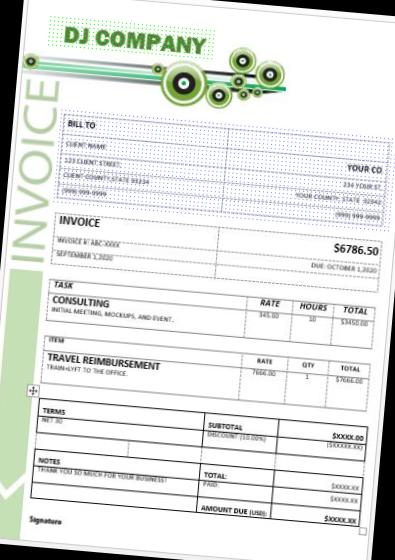 DJ COMPANY
INVOICE
BILL TO
CLIENT NAME
123 CLIENT STREET:
CLIENT COUNTY, STATE 91234
(999) 999-9999
YOUR CO
234 YOUR ST,
YOUR COUNTY, STATE 92342
(999) 999-9999
INVOICE
INVOICE #: ABC-XXXX
SEPTEMBER 1,2020
$6786.50
DUE: OCTOBER 1,2020
TASK RATE HOURS TOTAL
CONSULTING 345.00 10 $3450.00
INITIAL MEETING, MOCKUPS, AND EVENT.
ITEM RATE QTY TOTAL
TRAVEL REIMBURSEMENT 7666.00 1 $7666.00
TRAIN+LYFT TO THE OFFICE.
TERMS SUBTOTAL $XXXX.00
NET 30 DISCOUNT (10.00%) ($XXXXX.XX)
NOTES TOTAL: $XXXX.XX
THANK YOU SO MUCH FOR YOUR BUSINESS! PAID: $XXXX.XX
AMOUNT DUE (USD): $XXXX.XX
Signature